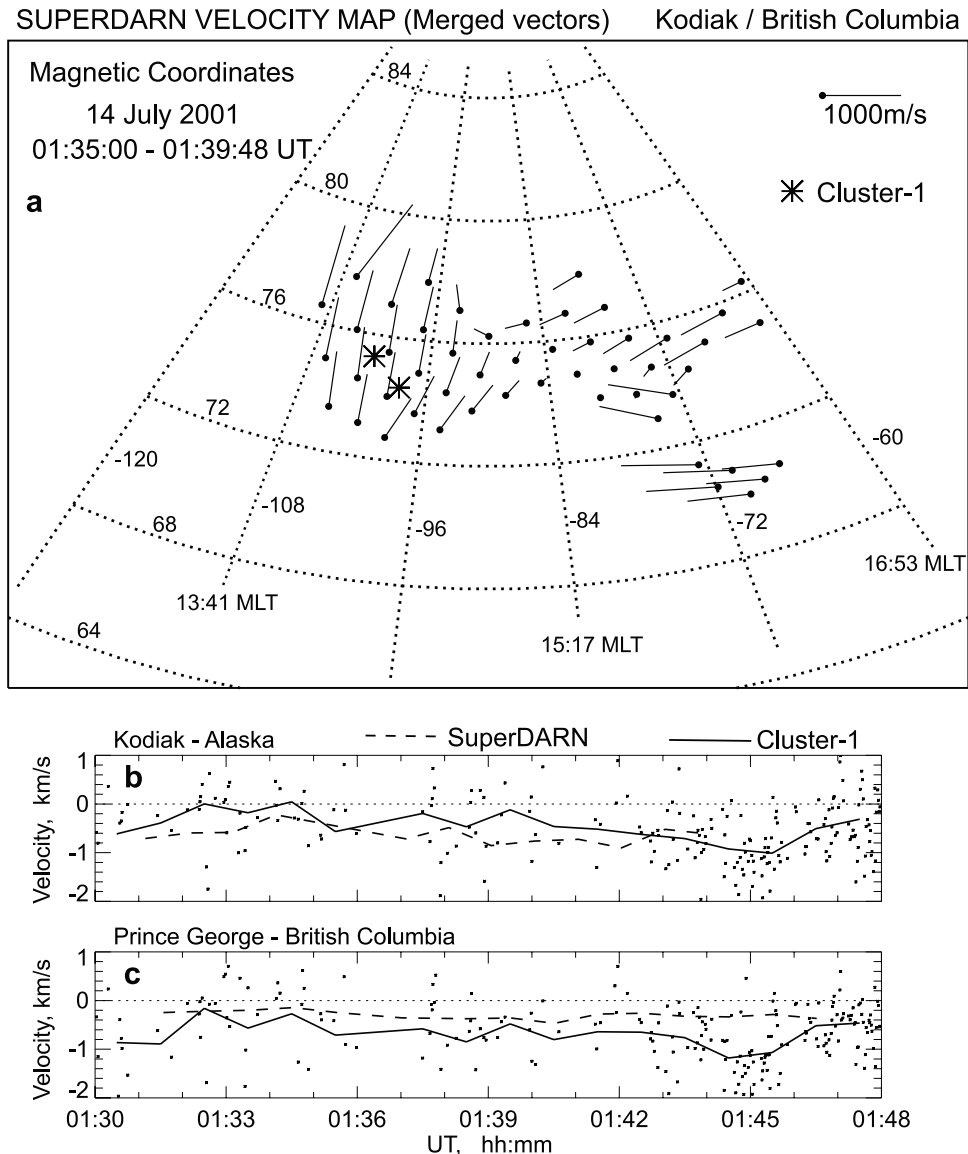 SUPERDARN VELOCITY MAP (Merged vectors) Kodiak / British Columbia
Magnetic Coordinates
14 July 2001
01:35:00 - 01:39:48 UT
a
1000m/s
Cluster-1
84
80
76
72
68
64
-120
-108
-96
-84
-72
-60
13:41 MLT
15:17 MLT
16:53 MLT
Kodiak - Alaska SuperDARN Cluster-1
b
Velocity, km/s
1
0
-1
-2
Prince George - British Columbia
c
Velocity, km/s
1
0
-1
-2
01:30 01:33 01:36 01:39 01:42 01:45 01:48
UT, hh:mm